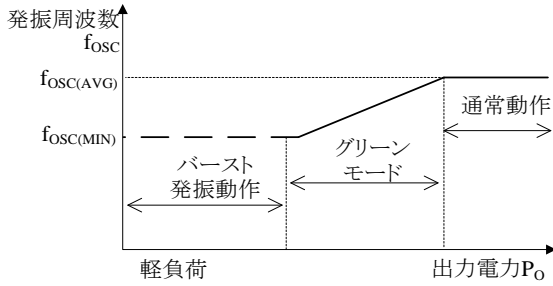 発振周波数
fOSC
fOSC(AVG)
通常動作
fOSC(MIN)
グリーン
モード
バースト
発振動作
軽負荷
出力電力PO